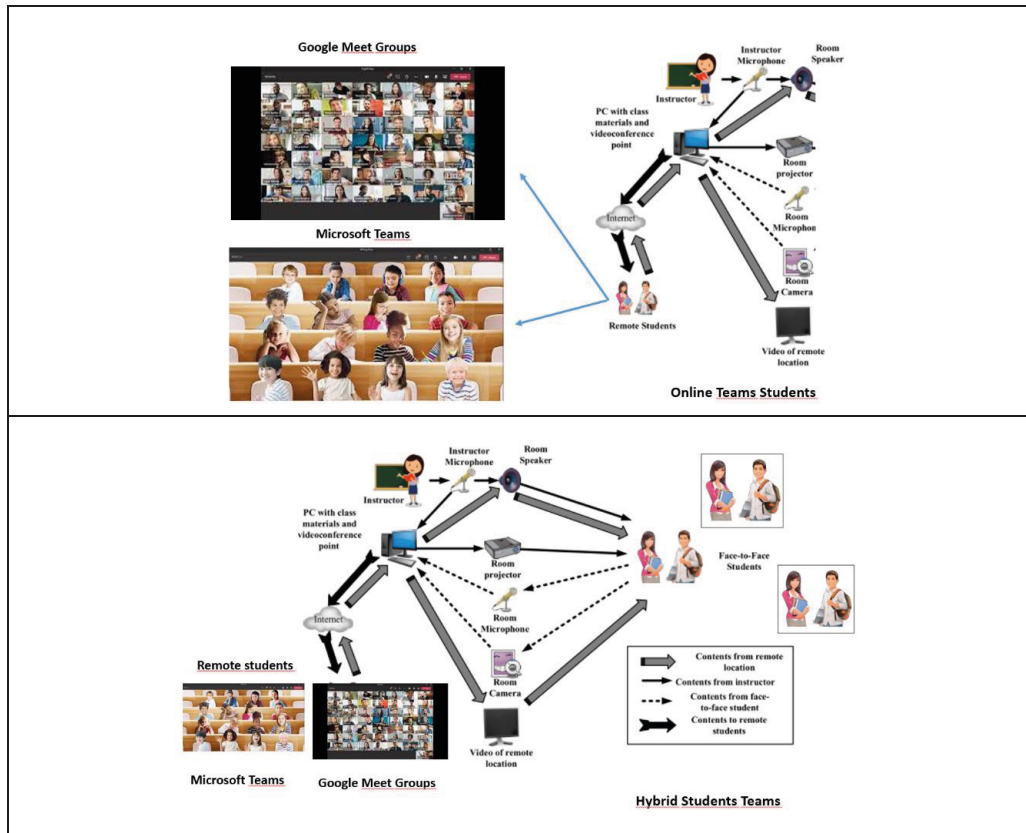 Google Meet Groups
Microsoft Teams
Instructor
Microphone
Room
Speaker
Instructor
PC with class
materials and
videoconference
point
Room
projector
Internet
Room
Microphon
Room
Camera
Remote Students
Video of remote
location
Online Teams Students
Instructor
Microphone
Room
Speaker
Instructor
PC with class
materials and
videoconference
point
Room
projector
Face-to-Face
Students
Internet
Room
Microphone
Remote students
Room
Camera
Contents from remote
location
Contents from instructor
Contents from face-
to-face student
Contents to remote
students
Video of remote
location
Microsoft Teams
Google Meet Groups
Hybrid Students Teams